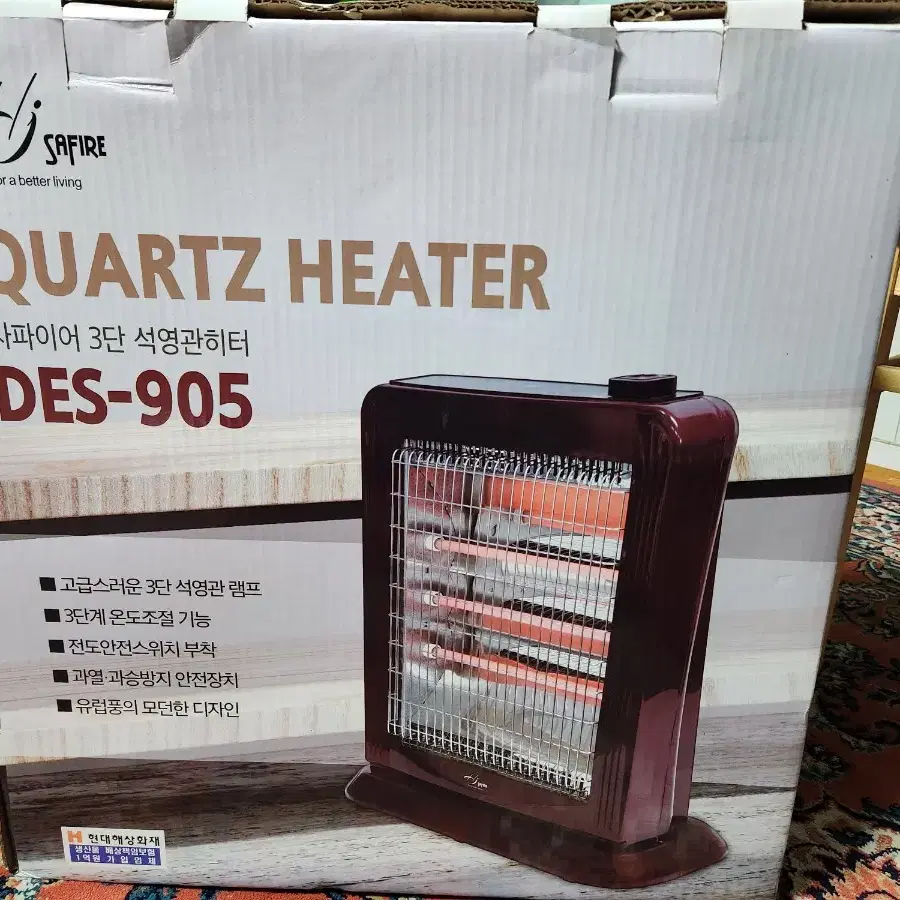 Hj SAFIRE
or a better living
QUARTZ HEATER
사파이어 3단 석영관히터
DES-905
■ 고급스러운 3단 석영관 램프
■ 3단계 온도조절 기능
■ 전도안전스위치 부착
■ 과열·과승방지 안전장치
■ 유럽풍의 모던한 디자인
H 현대해상화재
생산물 배상책임보험
1억원 가입업체